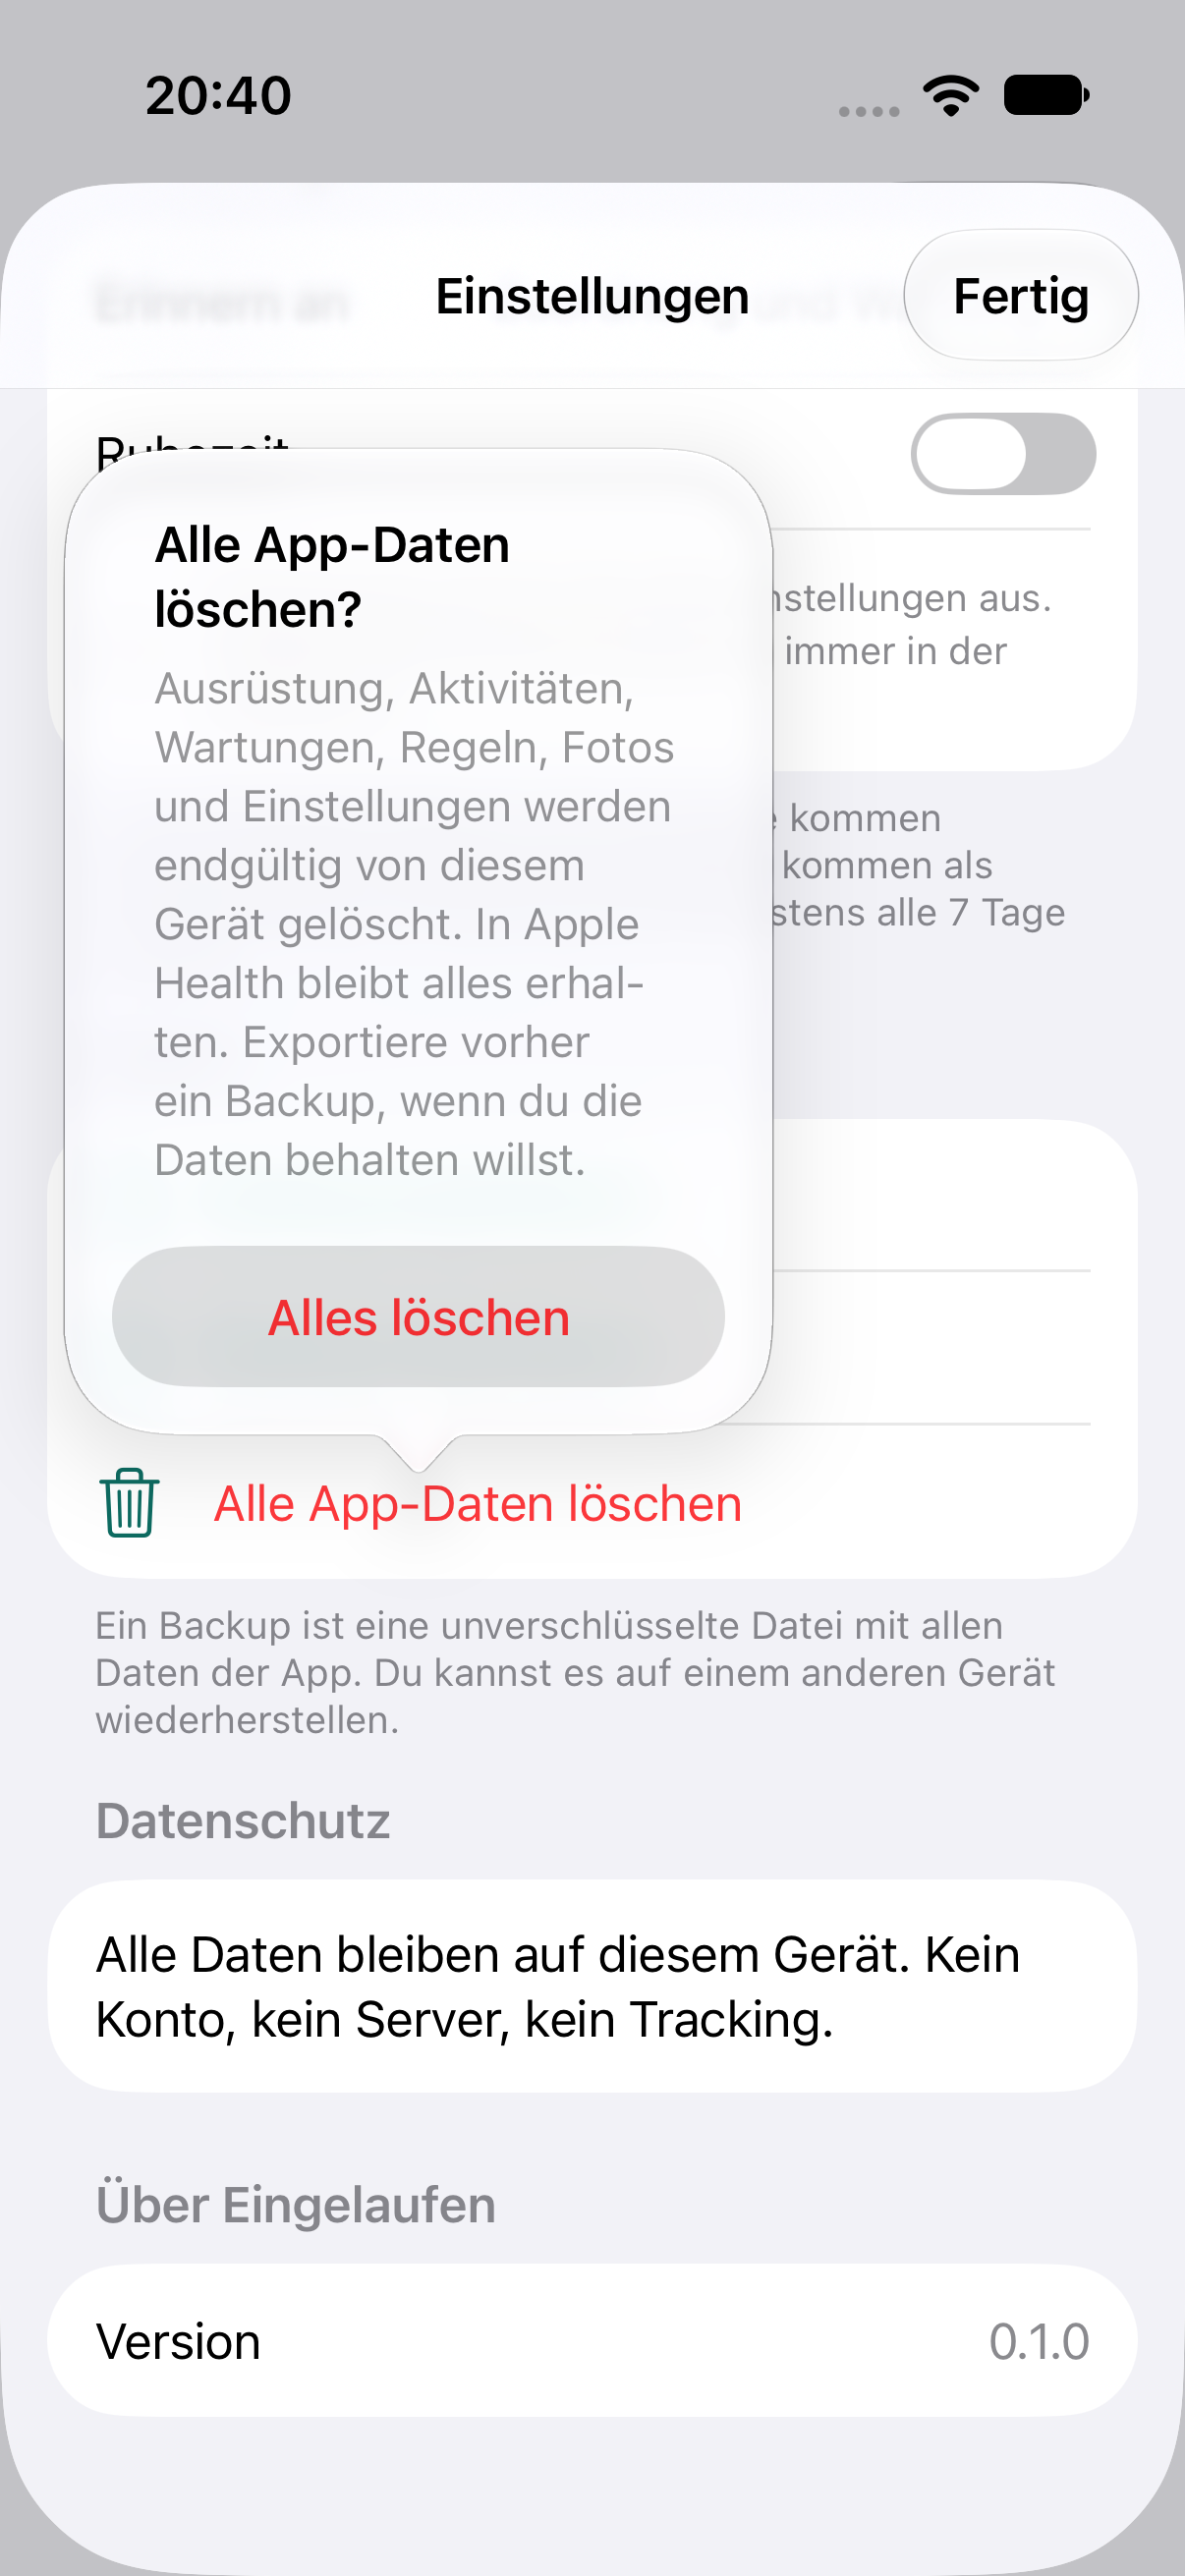 20:40
Einstellungen
Fertig
Alle App-Daten
löschen?
Ausrüstung, Aktivitäten,
Wartungen, Regeln, Fotos
und Einstellungen werden
endgültig von diesem
Gerät gelöscht. In Apple
Health bleibt alles erhal-
ten. Exportiere vorher
ein Backup, wenn du die
Daten behalten willst.
Alles löschen
aus.
immer in der
kommen
kommen als
alle 7 Tage
Alle App-Daten löschen
Ein Backup ist eine unverschlüsselte Datei mit allen
Daten der App. Du kannst es auf einem anderen Gerät
wiederherstellen.
Datenschutz
Alle Daten bleiben auf diesem Gerät. Kein
Konto, kein Server, kein Tracking.
Über Eingelaufen
Version
0.1.0